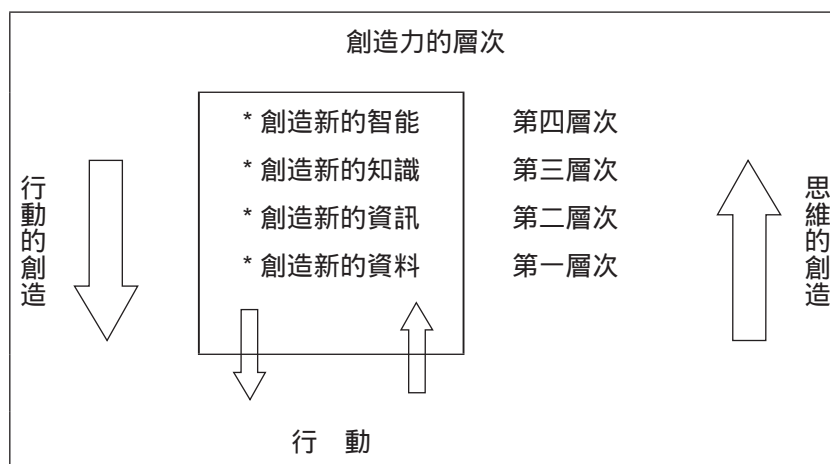 創造力的層次
* 創造新的智能 第四層次
* 創造新的知識 第三層次
* 創造新的資訊 第二層次
* 創造新的資料 第一層次
行動的創造
思維的創造
行 動